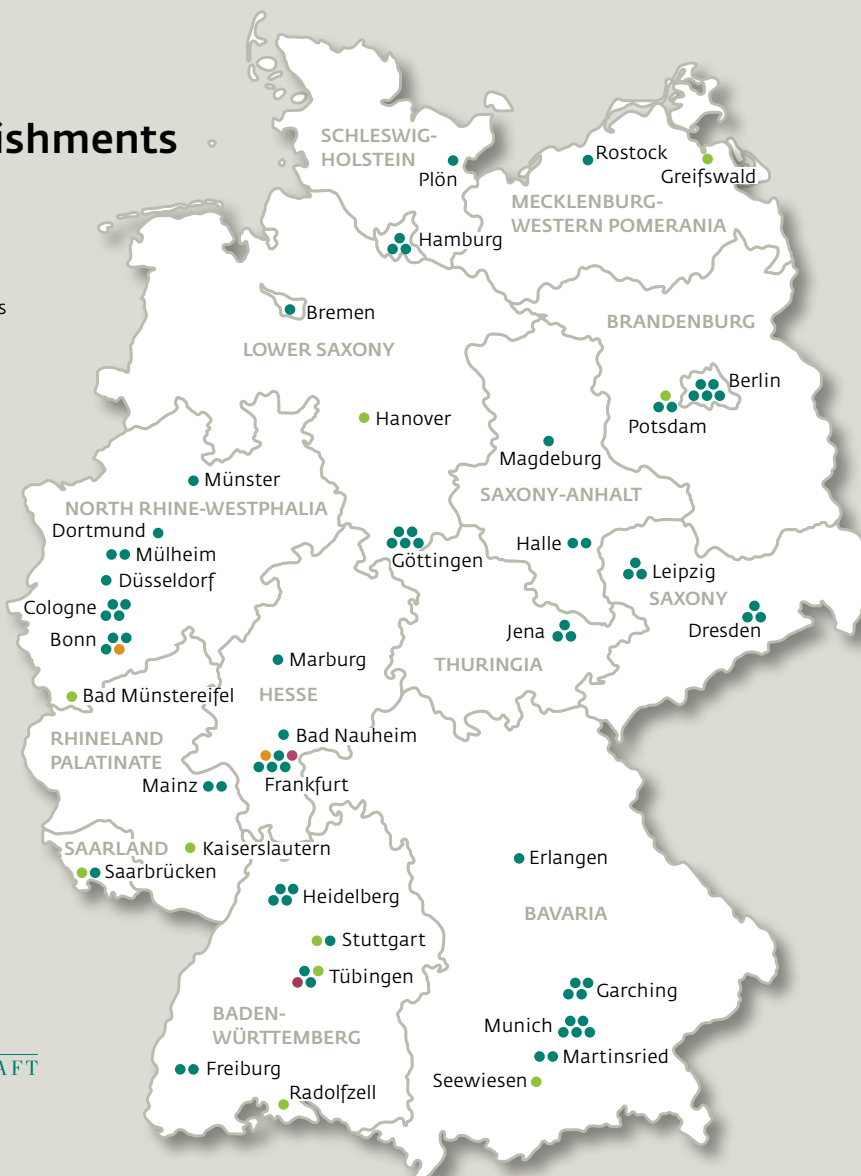 ishments
s
SCHLESWIG-
HOLSTEIN
Plön
Rostock
Greifswald
MECKLENBURG-
WESTERN POMERANIA
Hamburg
Bremen
LOWER SAXONY
BRANDENBURG
Berlin
Potsdam
Hanover
Magdeburg
SAXONY-ANHALT
Münster
NORTH RHINE-WESTPHALIA
Dortmund
Mülheim
Düsseldorf
Cologne
Bonn
Göttingen
Halle
Leipzig
SAXONY
Dresden
Jena
THURINGIA
Marburg
HESSE
Bad Münstereifel
RHINELAND
PALATINATE
Bad Nauheim
Frankfurt
Mainz
SAARLAND
Kaiserslautern
Saarbrücken
Erlangen
Heidelberg
BAVARIA
Stuttgart
Tübingen
Garching
BADEN-
WÜRTTEMBERG
Munich
Martinsried
Freiburg
Seewiesen
Radolfzell
AFT